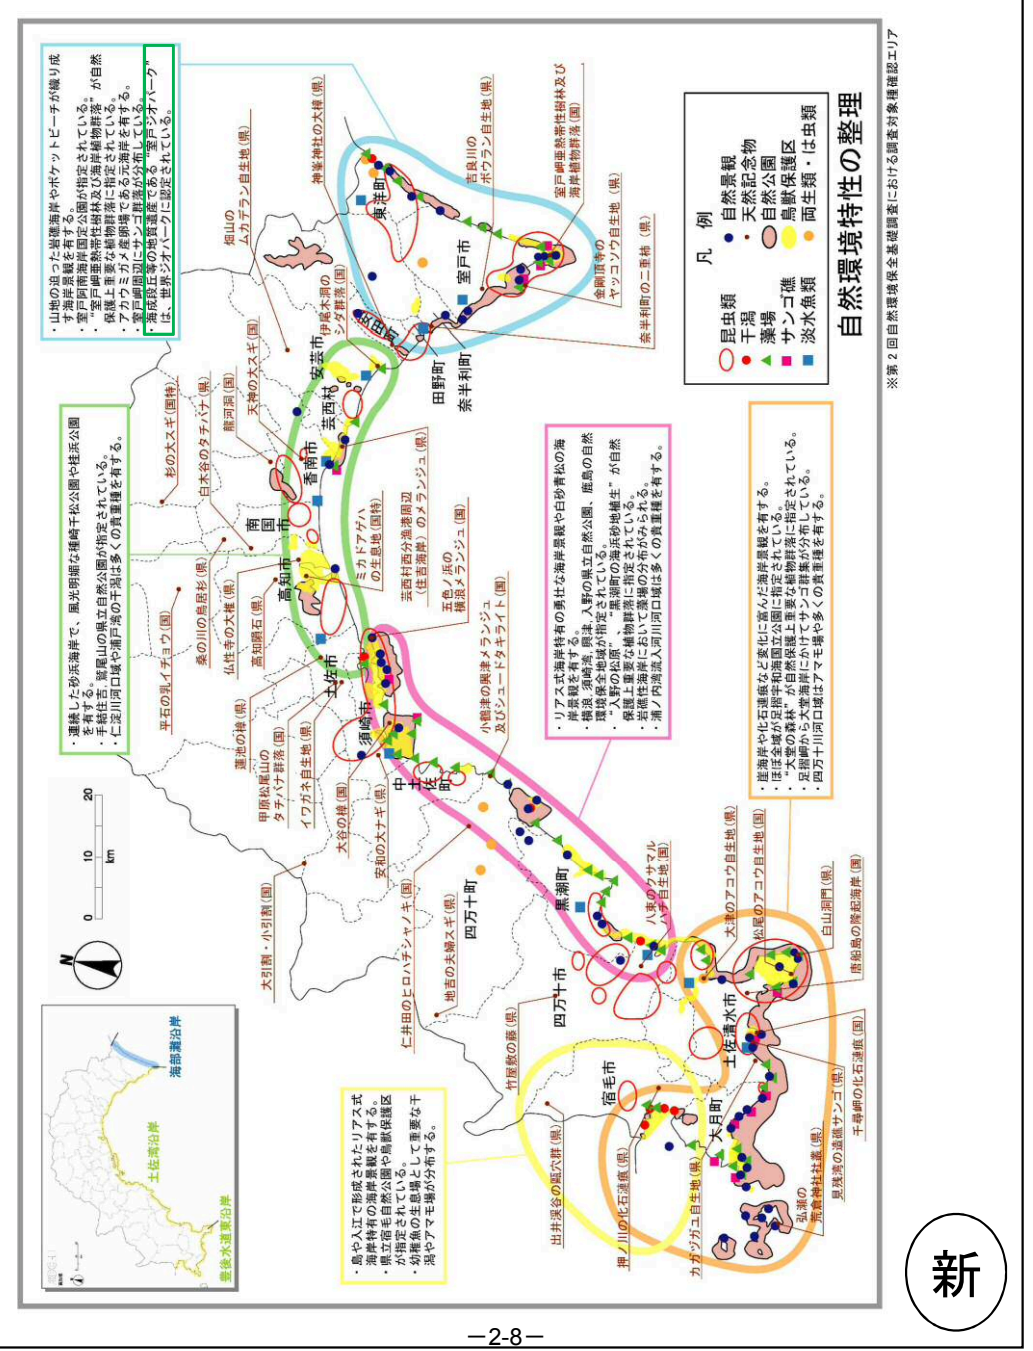 自然環境特性の整理
※第2回自然環境保全基礎調査における調査対象種確認エリア
凡 例
昆虫類
干潟
藻場
サンゴ礁
淡水魚類
自然景観
天然記念物
自然公園
鳥獣保護区
両生類・は虫類
・山地の迫った岩礁海岸やポケットビーチが織り成
す海岸景観を有する。
・室戸阿南海岸国定公園が指定されている。
・“室戸岬亜熱帯性樹林及び海岸植物群落”が自然
保護上重要な植物群落に指定されている。
・アカウミガメ産卵場である元海岸を有する。
・室戸岬周辺にサンゴ群落が分布している。
・海成段丘等の地質遺産である“室戸ジオパーク”
は、世界ジオパークに認定されている。
・連続した砂浜海岸で、風光明媚な種崎千松公園や桂浜公園
を有する。
・手結住吉、鷲尾山の県立自然公園が指定されている。
・仁淀川河口域や浦戸湾の干潟は多くの貴重種を有する。
・リアス式海岸特有の勇壮な海岸景観や白砂青松の海
岸景観を有する。
・横浪、須崎湾、興津、入野の県立自然公園、鹿島の自然
環境保全地域が指定されている。
・“入野の松原”、“黒潮町の海浜砂地植生”が自然
保護上重要な植物群落に指定されている。
・岩礁性海岸において藻場の分布がみられる。
・浦ノ内湾流入河川河口域は多くの貴重種を有する。
・崖海岸や化石漣痕など変化に富んだ海岸景観を有する。
・ほぼ全域が足摺宇和海国立公園に指定されている。
・“大堂の森林”が自然保護上重要な植物群落に指定されている。
・足摺岬から大堂海岸にかけてサンゴ群集が分布している。
・四万十川河口域はアマモ場や多くの貴重種を有する。
・島や入江で形成されたリアス式
海岸特有の海岸景観を有する。
・県立宿毛自然公園や鳥獣保護区
が指定されている。
・幼稚魚の生息場として重要な干
潟やアマモ場が分布する。
神峯神社の大樟(県)
畑山の
ムカデラン自生地(県)
伊尾木洞の
シダ群落(国)
天神の大スギ(国)
龍河洞(国)
白木谷のタチバナ(県)
杉の大スギ(国特)
吉良川の
ボウラン自生地(県)
室戸岬亜熱帯性樹林及び
海岸植物群落(国)
金剛頂寺の
ヤッコソウ自生地(県)
奈半利町の二重柿(県)
東洋町
室戸市
安田町
田野町
奈半利町
安芸市
芸西村
香南市
南国市
高知市
土佐市
須崎市
中土佐町
四万十町
黒潮町
四万十市
土佐清水市
宿毛市
大月町
ミカドアゲハ
の生息地(国特)
芸西村西分漁港周辺
(住吉海岸)のメランジュ(県)
五色ノ浜の
横浪メランジュ(国)
小鶴津の興津メランジュ
及びシュードタキライト(国)
桑の川の鳥居杉(県)
仏性寺の大椎(県)
高知閉石(県)
平石の乳イチョウ(国)
蓮池の樟(県)
甲原松尾山の
タチバナ群落(国)
イワガネ自生地(県)
大谷の樟(国)
安和の大ナギ(県)
大引割・小引割(国)
仁井田のヒロハチシャノキ(国)
地吉の夫婦スギ(県)
竹屋敷の藤(県)
八束のクサマル
ハチ自生地(国)
大津のアコウ自生地(県)
松尾のアコウ自生地(国)
白山洞門(県)
唐船島の隆起海岸(国)
千尋岬の化石漣痕(国)
見残湾の造礁サンゴ(県)
弘瀬の
荒倉神社社叢(県)
出井渓谷の甌穴群(県)
押ノ川の化石漣痕(県)
カガツガユ自生地(県)
N
0 10 20
km
海部灘沿岸
土佐湾沿岸
豊後水道東沿岸
新
－2-8－